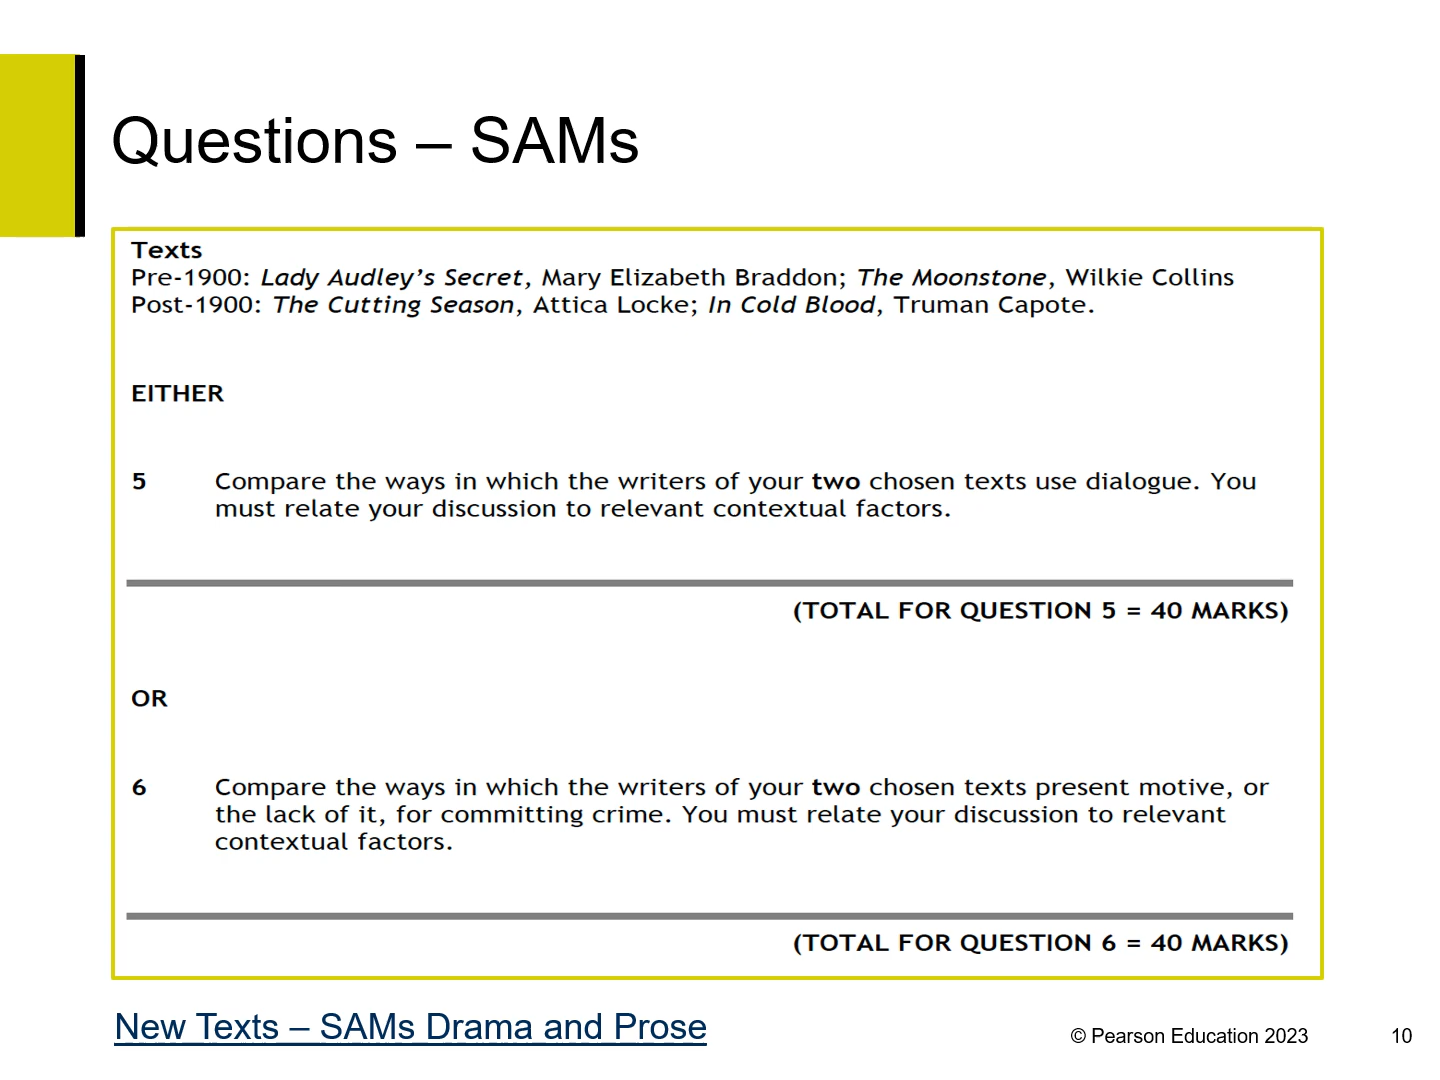 Questions – SAMs
Texts
Pre-1900: Lady Audley's Secret, Mary Elizabeth Braddon; The Moonstone, Wilkie Collins
Post-1900: The Cutting Season, Attica Locke; In Cold Blood, Truman Capote.
EITHER
5 Compare the ways in which the writers of your two chosen texts use dialogue. You
must relate your discussion to relevant contextual factors.
(TOTAL FOR QUESTION 5 = 40 MARKS)
OR
6 Compare the ways in which the writers of your two chosen texts present motive, or
the lack of it, for committing crime. You must relate your discussion to relevant
contextual factors.
(TOTAL FOR QUESTION 6 = 40 MARKS)
New Texts – SAMs Drama and Prose
© Pearson Education 2023 10